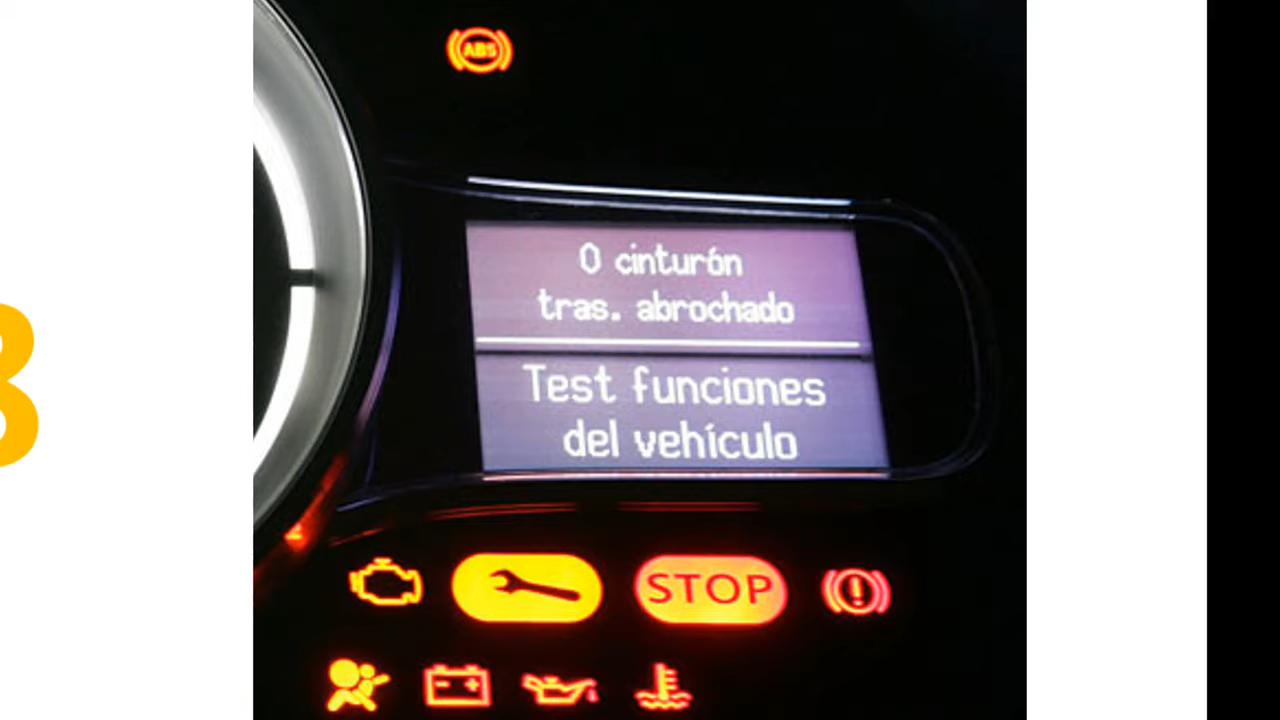 ABS
0 cinturón
tras. abrochado
Test funciones
del vehículo
STOP